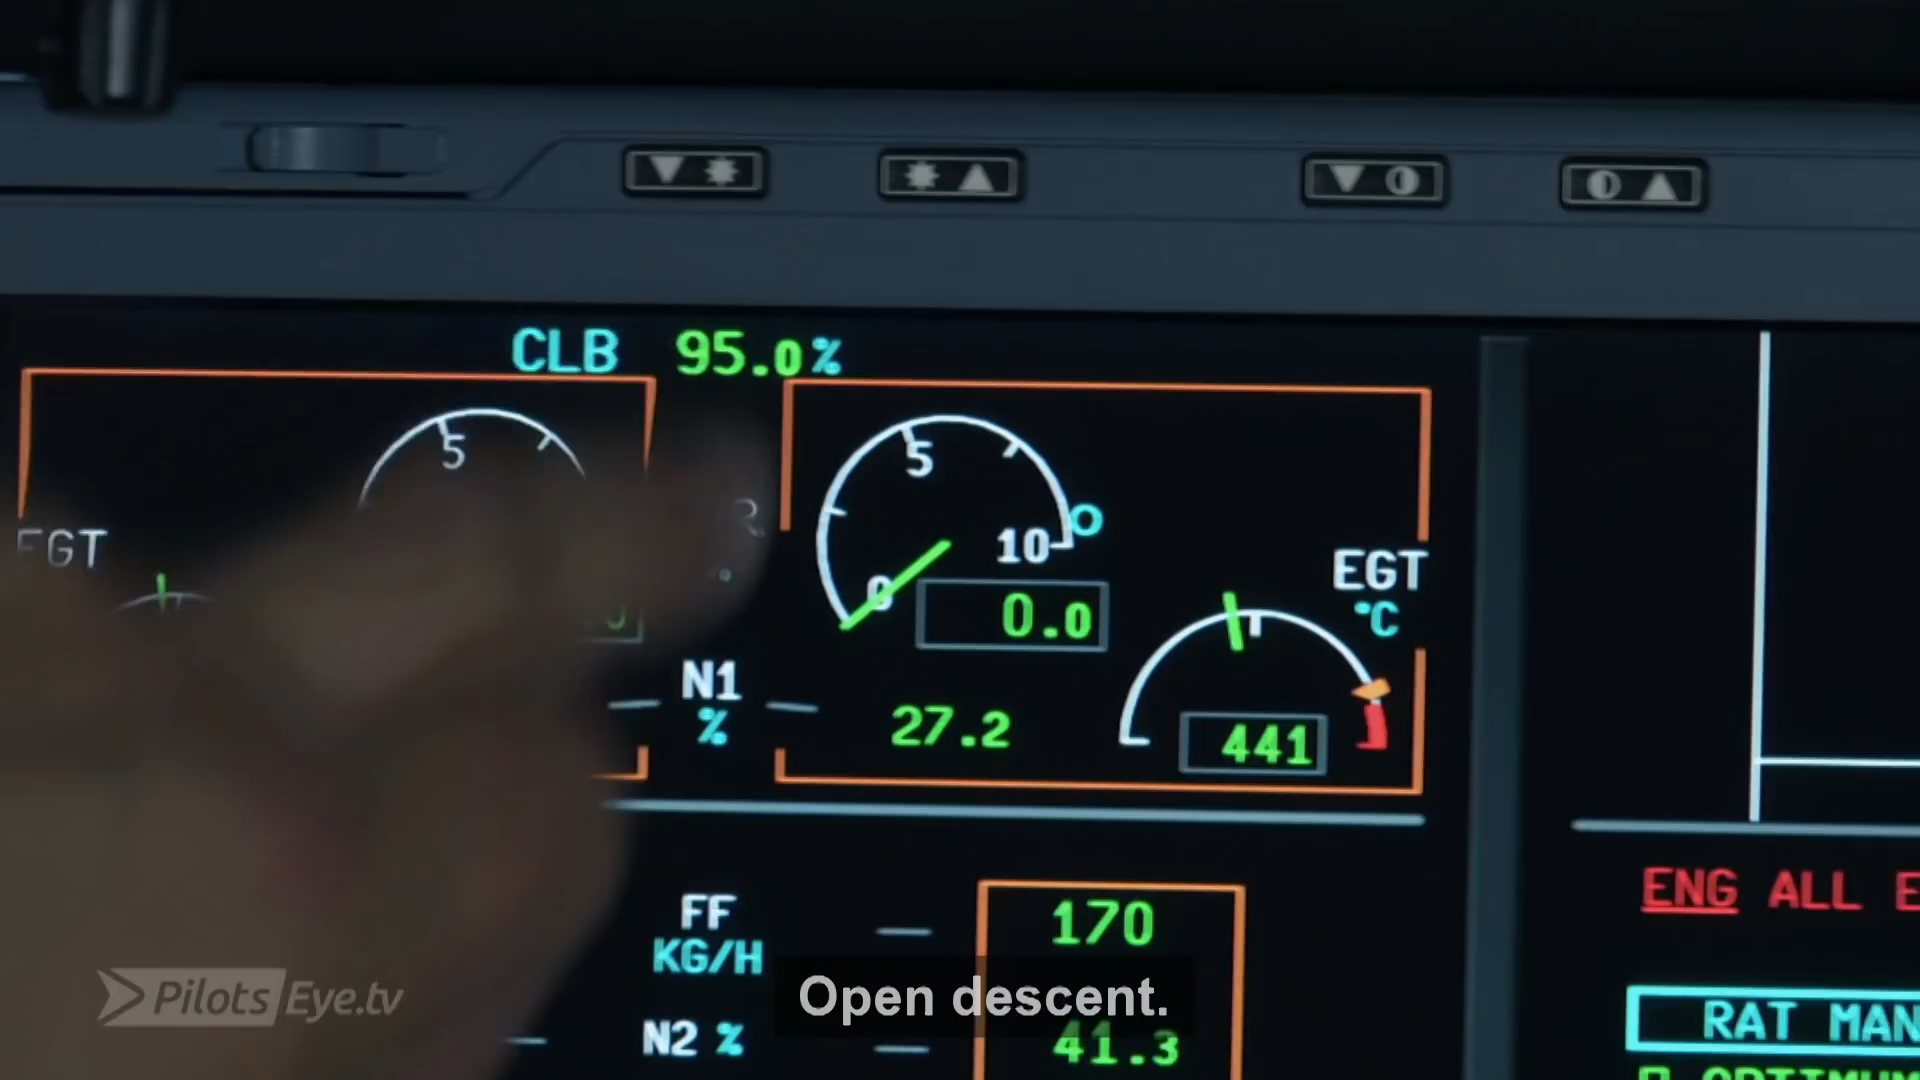 CLB 95.0%
5
5
10
0
0.0
EGT
EGT
°C
N1
%
27.2
441
FF
KG/H
170
ENG ALL
PilotsEye.tv
Open descent.
N2 %
41.3
RAT MAN